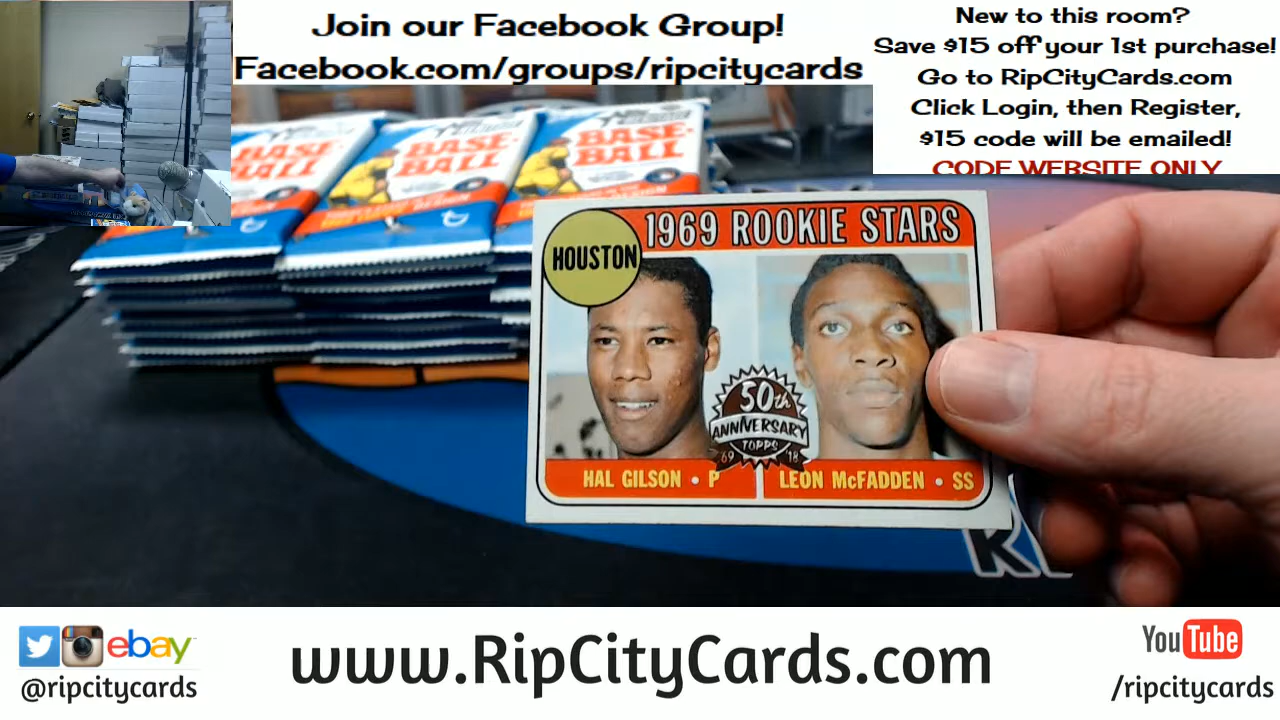 Join our Facebook Group!
Facebook.com/groups/ripcitycards
New to this room?
Save $15 off your 1st purchase!
Go to RipCityCards.com
Click Login, then Register,
$15 code will be emailed!
CODE WEBSITE ONLY
BASE-
BALL
BASE-
BALL
BASE-
BALL
HOUSTON
1969 ROOKIE STARS
50th
ANNIVERSARY
TOPPS
69 18
HAL GILSON • P
LEON McFADDEN • SS
ebay
@ripcitycards
www.RipCityCards.com
YouTube
/ripcitycards